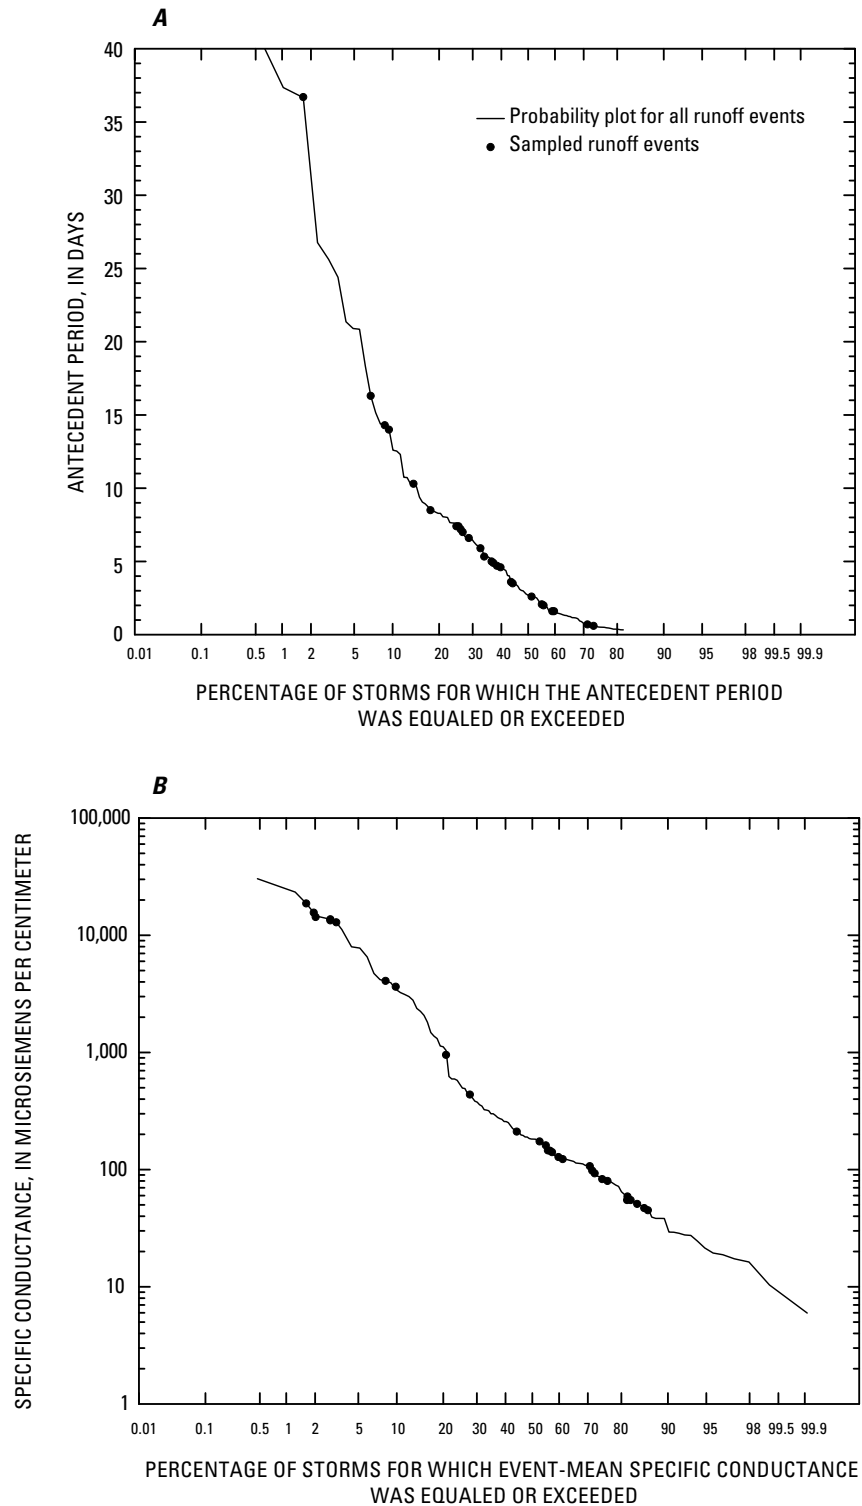 A
40
35
30
25
20
15
10
5
0
ANTECEDENT PERIOD, IN DAYS
Probability plot for all runoff events
Sampled runoff events
0.01 0.1 0.5 1 2 5 10 20 30 40 50 60 70 80 90 95 98 99.5 99.9
PERCENTAGE OF STORMS FOR WHICH THE ANTECEDENT PERIOD
WAS EQUALED OR EXCEEDED
B
100,000
10,000
1,000
100
10
1
SPECIFIC CONDUCTANCE, IN MICROSIEMENS PER CENTIMETER
0.01 0.1 0.5 1 2 5 10 20 30 40 50 60 70 80 90 95 98 99.5 99.9
PERCENTAGE OF STORMS FOR WHICH EVENT-MEAN SPECIFIC CONDUCTANCE
WAS EQUALED OR EXCEEDED